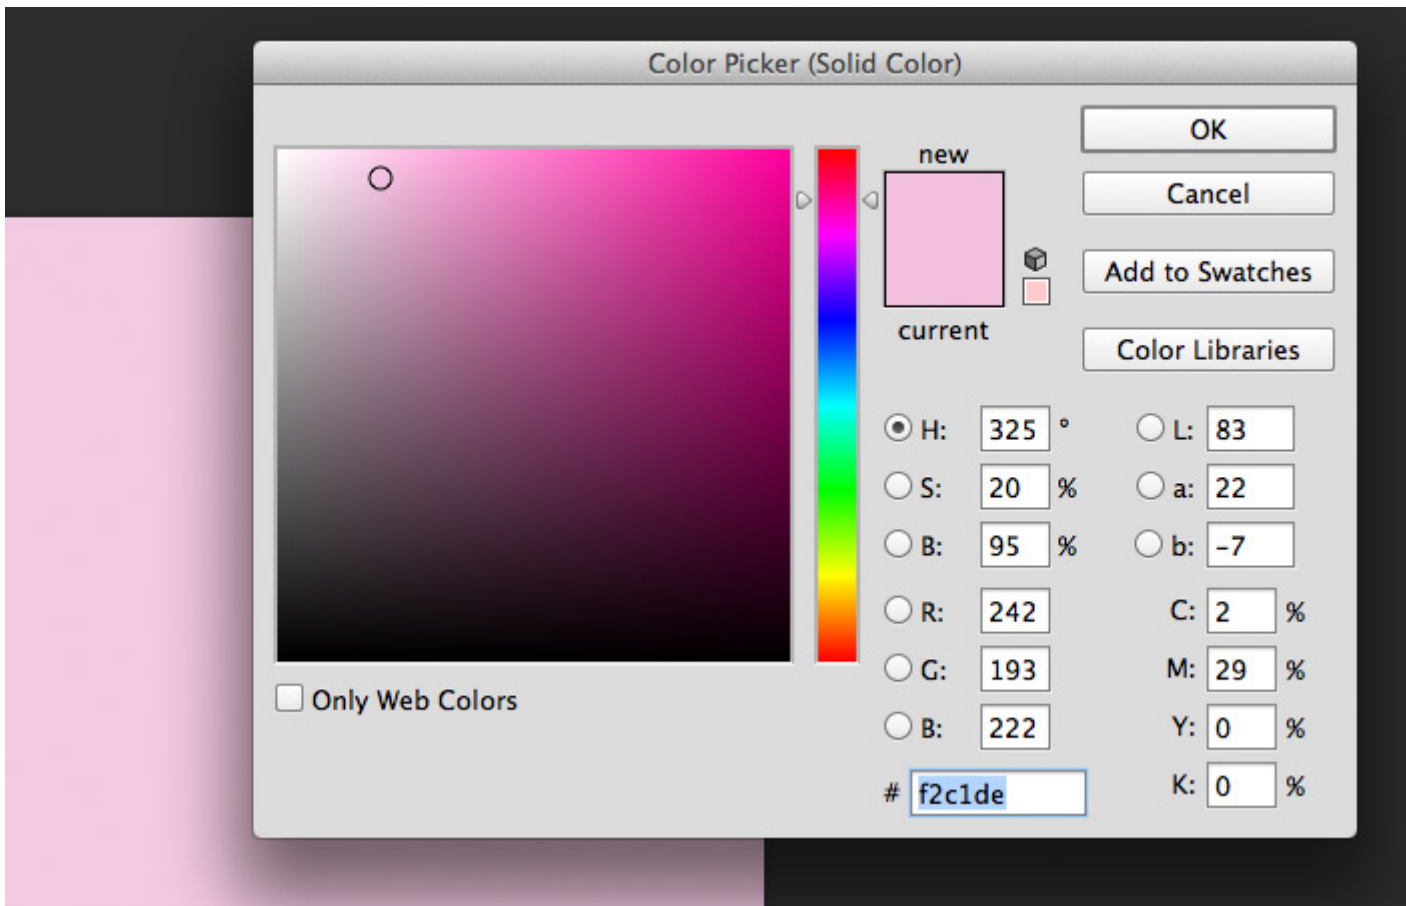 Color Picker (Solid Color)
OK
new
Cancel
Add to Swatches
current
Color Libraries
H: 325 ° L: 83
S: 20 % a: 22
B: 95 % b: -7
R: 242 C: 2 %
G: 193 M: 29 %
Only Web Colors
B: 222 Y: 0 %
# f2c1de K: 0 %